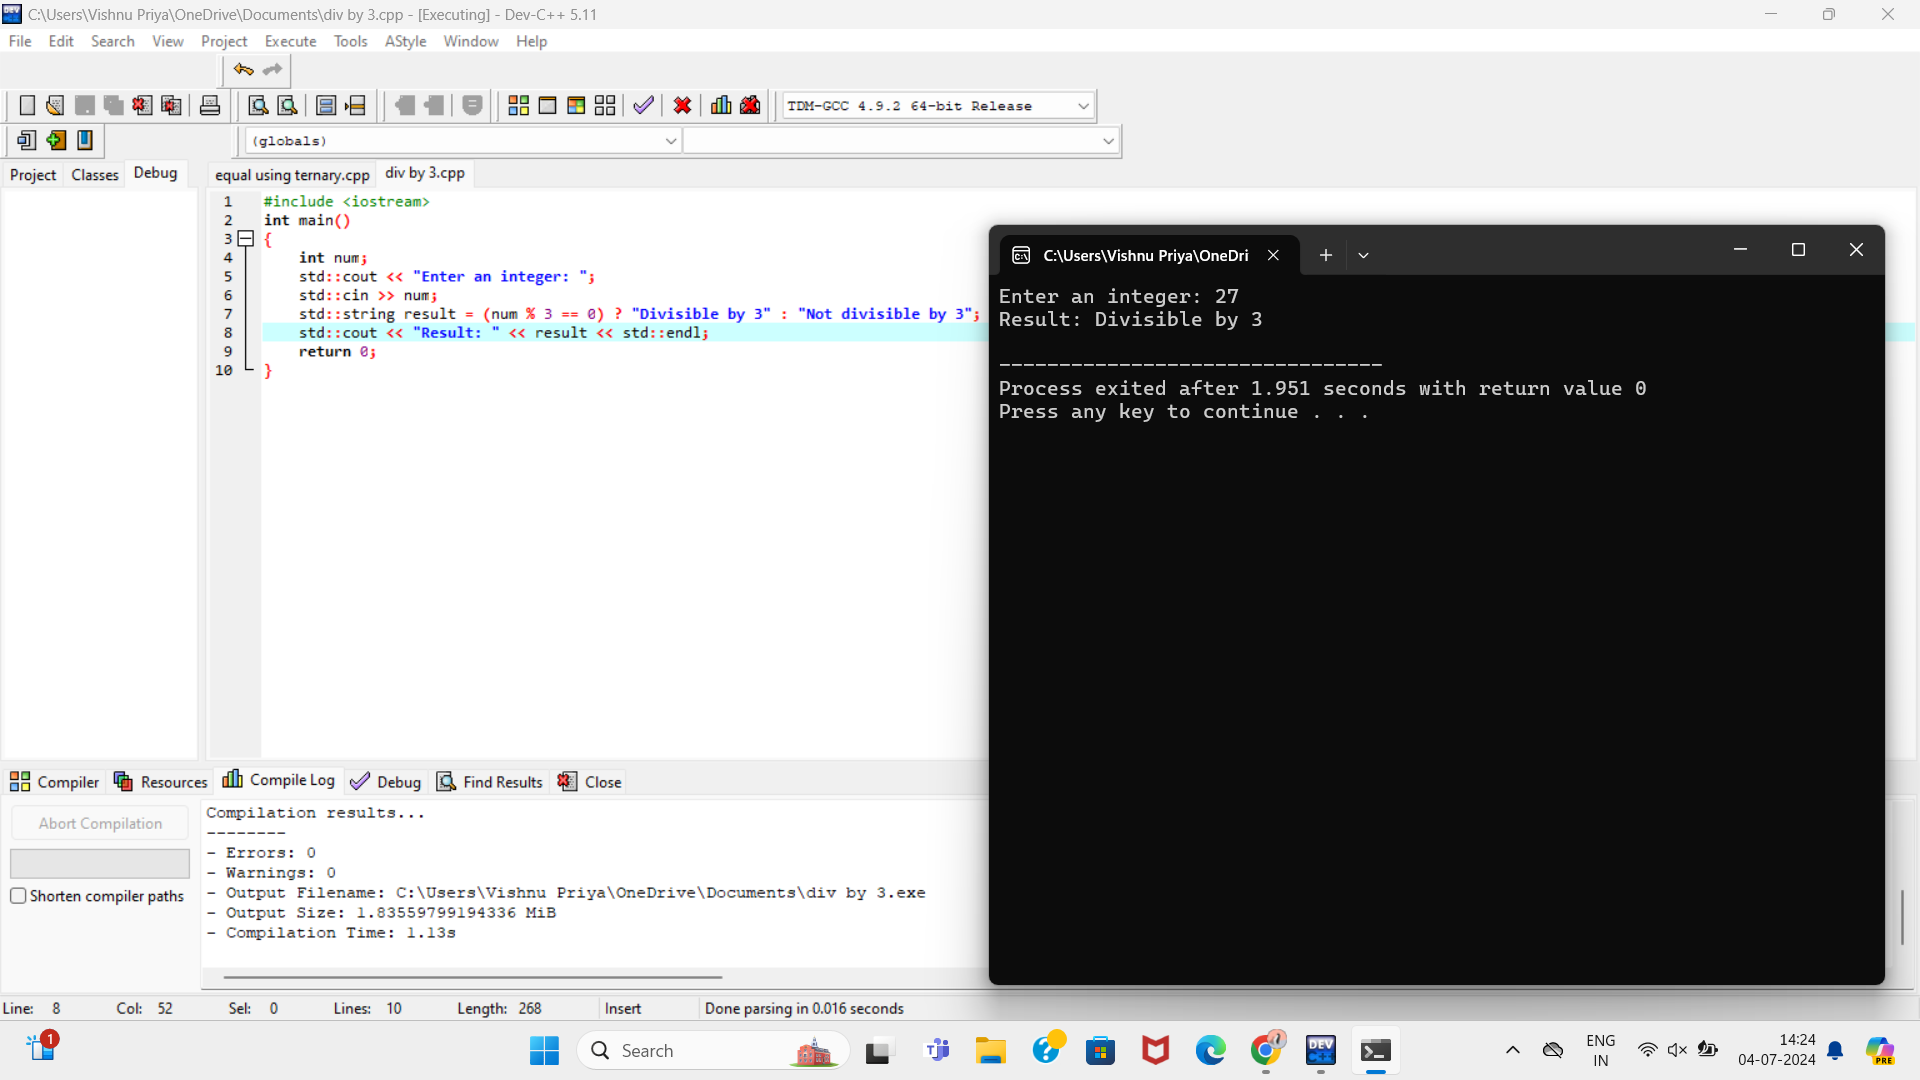 C:\Users\Vishnu Priya\OneDrive\Documents\div by 3.cpp - [Executing] - Dev-C++ 5.11
File Edit Search View Project Execute Tools AStyle Window Help
TDM-GCC 4.9.2 64-bit Release
(globals)
Project Classes Debug
equal using ternary.cpp div by 3.cpp
1 #include <iostream>
2 int main()
3 {
4 int num;
5 std::cout << "Enter an integer: ";
6 std::cin >> num;
7 std::string result = (num % 3 == 0) ? "Divisible by 3" : "Not divisible by 3";
8 std::cout << "Result: " << result << std::endl;
9 return 0;
10 }
C:\Users\Vishnu Priya\OneDri
Enter an integer: 27
Result: Divisible by 3
--------------------------------
Process exited after 1.951 seconds with return value 0
Press any key to continue . . .
Compiler Resources Compile Log Debug Find Results Close
Abort Compilation
Shorten compiler paths
Compilation results...
--------
- Errors: 0
- Warnings: 0
- Output Filename: C:\Users\Vishnu Priya\OneDrive\Documents\div by 3.exe
- Output Size: 1.83559799194336 MiB
- Compilation Time: 1.13s
Line: 8 Col: 52 Sel: 0 Lines: 10 Length: 268 Insert Done parsing in 0.016 seconds
1
Search
DEV
ENG
IN
14:24
04-07-2024
PRE